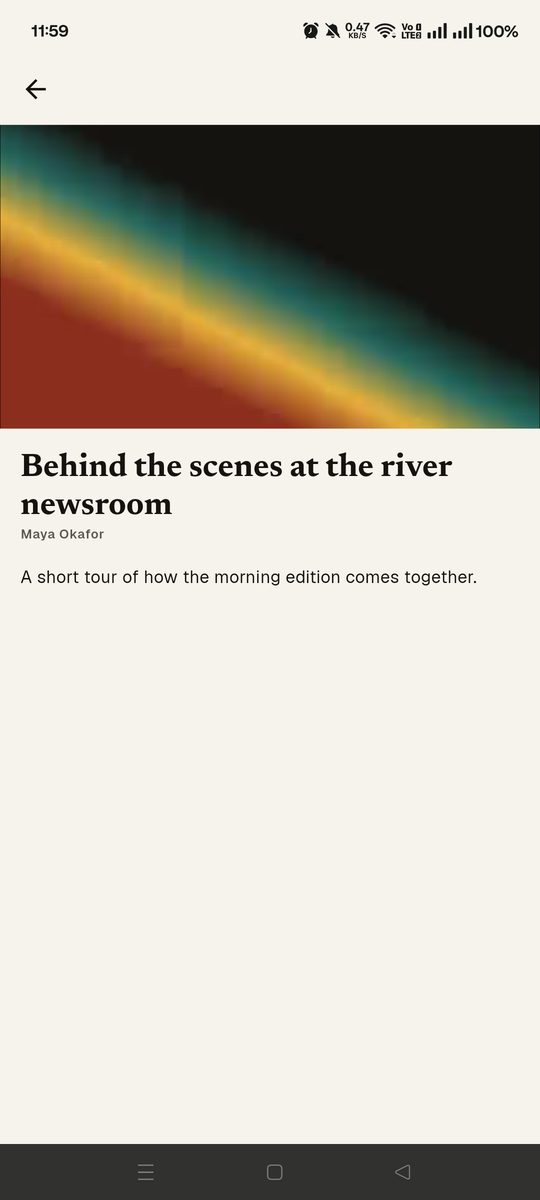 11:59
0.47
KB/S
Vo
LTE2
100%
Behind the scenes at the river
newsroom
Maya Okafor
A short tour of how the morning edition comes together.